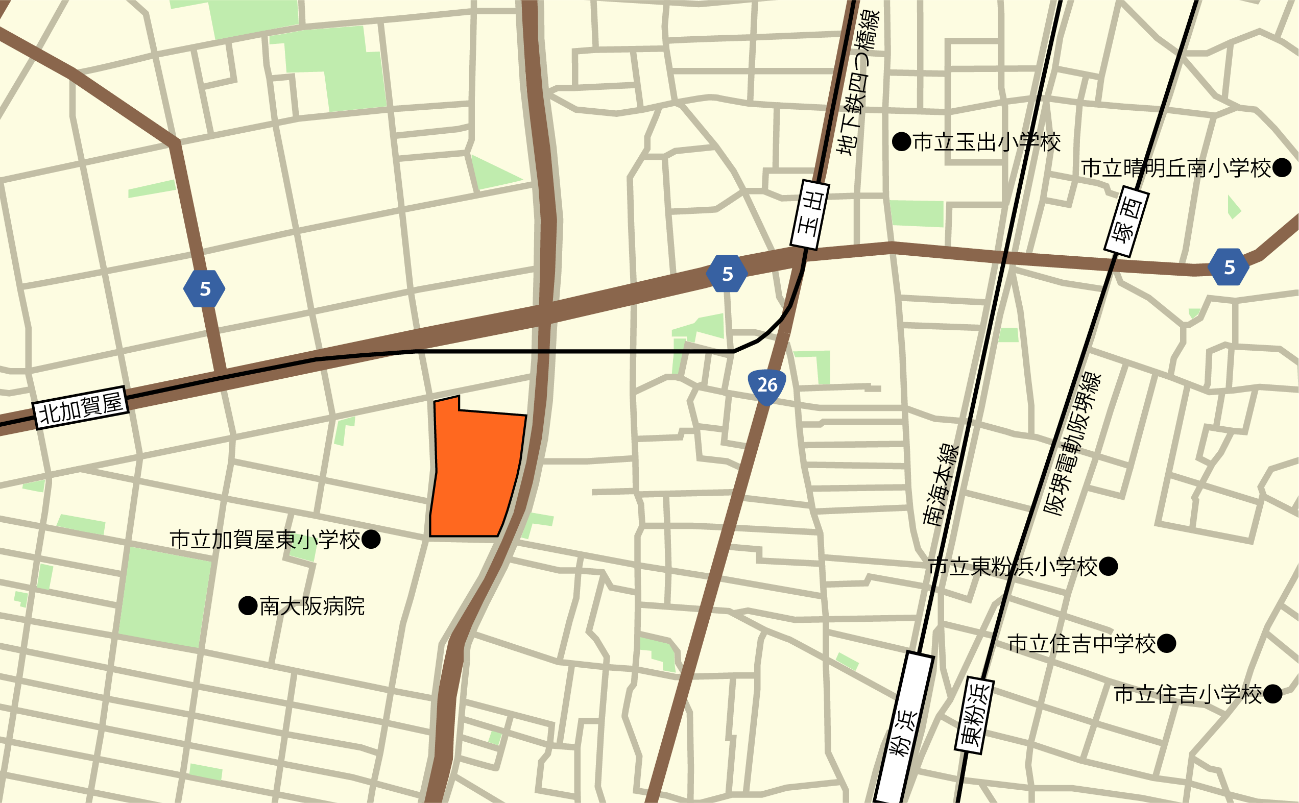 地下鉄四つ橋線
市立玉出小学校
市立晴明丘南小学校
玉出
塚西
5
5
5
26
北加賀屋
阪堺電軌阪堺線
南海本線
市立加賀屋東小学校
市立東粉浜小学校
南大阪病院
市立住吉中学校
市立住吉小学校
東粉浜
粉浜